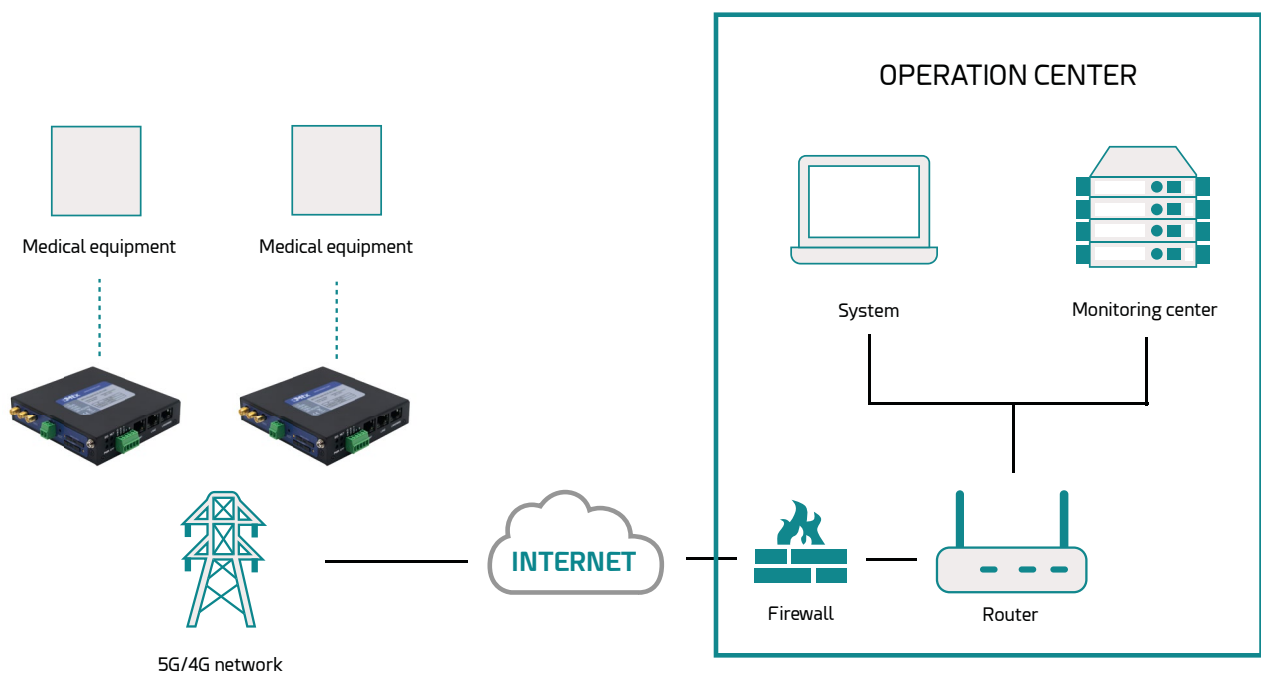 OPERATION CENTER
Medical equipment
Medical equipment
System
Monitoring center
INTERNET
Firewall
Router
5G/4G network